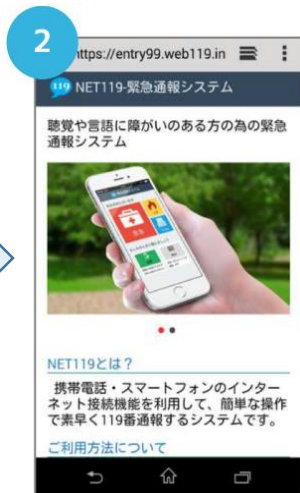 2
https://entry99.web119.in
119 NET119-緊急通報システム
聴覚や言語に障がいのある方の為の緊急
通報システム
NET119とは？
携帯電話・スマートフォンのインター
ネット接続機能を利用して、簡単な操作
で素早く119番通報するシステムです。
ご利用方法について